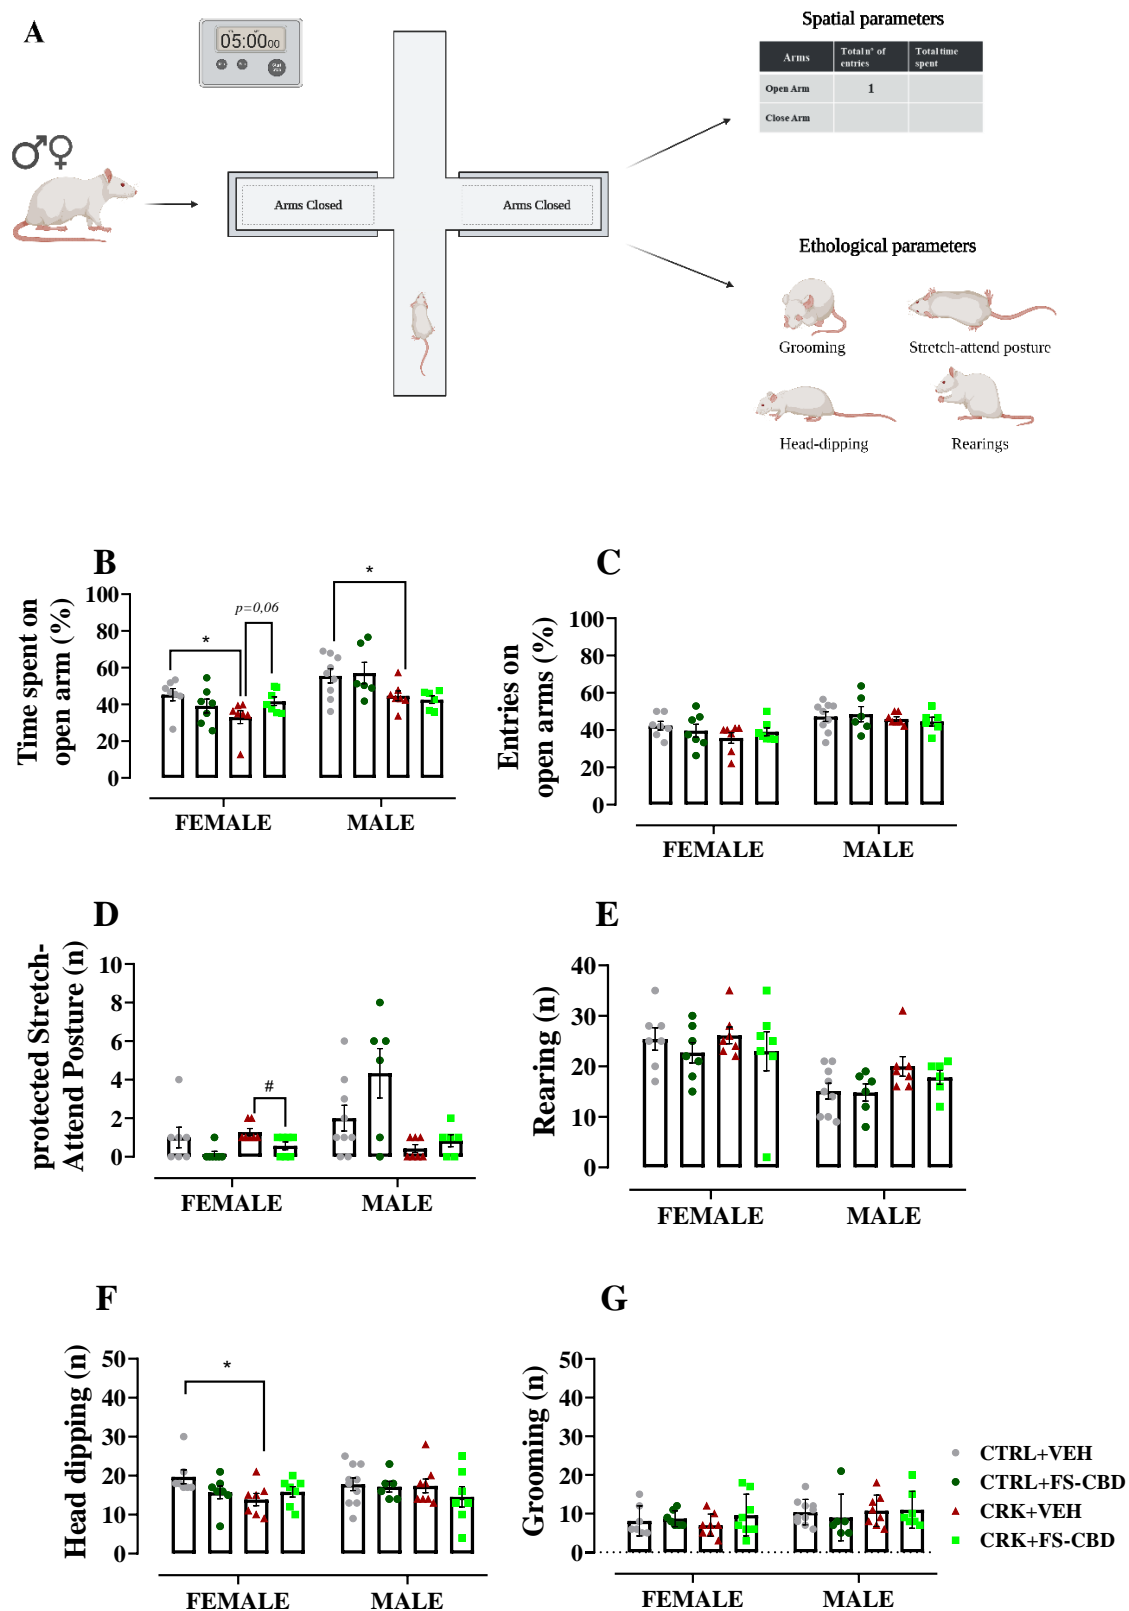 A
05:00 00
Spatial parameters
Arms
Total n° of entries
Total time spent
Open Arm
1
Close Arm
Arms Closed
Arms Closed
Ethological parameters
Grooming
Stretch-attend posture
Head-dipping
Rearings
B
Time spent on
open arm (%)
100
80
60
40
20
0
*
p=0,06
*
FEMALE
MALE
C
Entries on
open arms (%)
100
80
60
40
20
0
FEMALE
MALE
D
protected Stretch-
Attend Posture (n)
10
8
6
4
2
0
#
FEMALE
MALE
E
Rearing (n)
40
30
20
10
0
FEMALE
MALE
F
Head dipping (n)
50
40
30
20
10
0
*
FEMALE
MALE
G
Grooming (n)
50
40
30
20
10
0
FEMALE
MALE
CTRL+VEH
CTRL+FS-CBD
CRK+VEH
CRK+FS-CBD